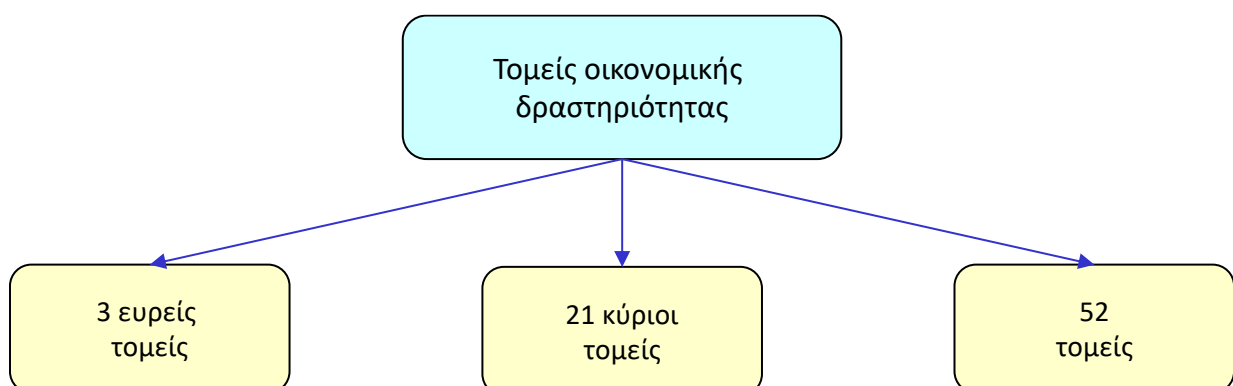 Τομείς οικονομικής
δραστηριότητας
3 ευρείς
τομείς
21 κύριοι
τομείς
52
τομείς